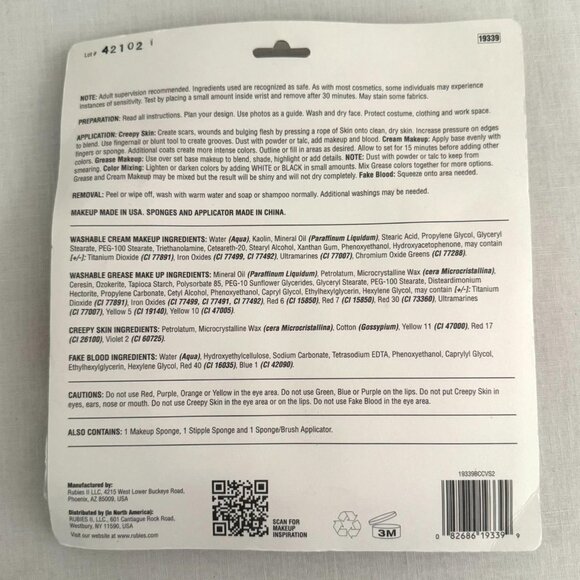 Lot # 42102 1
19339
NOTE: Adult supervision recommended. Ingredients used are recognized as safe. As with most cosmetics, some individuals may experience
instances of sensitivity. Test by placing a small amount inside wrist and remove after 30 minutes. May stain some fabrics.
PREPARATION: Read all instructions. Plan your design. Use photos as a guide. Wash and dry face. Protect costume, clothing and work space.
APPLICATION: Creepy Skin: Create scars, wounds and bulging flesh by pressing a rope of Skin onto clean, dry skin. Increase pressure on edges
to blend. Use fingernail or blunt tool to create grooves. Dust with powder or talc, add makeup and blood. Cream Makeup: Apply base evenly with
fingers or sponge. Additional coats create more intense colors. Outline or fill in areas as desired. Allow to set for 15 minutes before adding other
colors. Grease Makeup: Use over set base makeup to blend, shade, highlight or add details. NOTE: Dust with powder or talc to keep from
smearing. Color Mixing: Lighten or darken colors by adding WHITE or BLACK in small amounts. Mix Grease colors together for more options.
Grease and Cream Makeup may be mixed but the result will be shiny and will not dry completely. Fake Blood: Squeeze onto area needed.
REMOVAL: Peel or wipe off, wash with warm water and soap or shampoo normally. Additional washings may be needed.
MAKEUP MADE IN USA. SPONGES AND APPLICATOR MADE IN CHINA.
WASHABLE CREAM MAKEUP INGREDIENTS: Water (Aqua), Kaolin, Mineral Oil (Paraffinum Liquidum), Stearic Acid, Propylene Glycol, Glyceryl
Stearate, PEG-100 Stearate, Triethanolamine, Ceteareth-20, Stearyl Alcohol, Xanthan Gum, Phenoxyethanol, Hydroxyacetophenone, may contain
[+/-]: Titanium Dioxide (CI 77891), Iron Oxides (CI 77499, CI 77492), Ultramarines (CI 77007), Chromium Oxide Greens (CI 77288).
WASHABLE GREASE MAKE UP INGREDIENTS: Mineral Oil (Paraffinum Liquidum), Petrolatum, Microcrystalline Wax (cera Microcristallina),
Ceresin, Ozokerite, Tapioca Starch, Polysorbate 85, PEG-10 Sunflower Glycerides, Glyceryl Stearate, PEG-100 Stearate, Disteardimonium
Hectorite, Propylene Carbonate, Cetyl Alcohol, Phenoxyethanol, Capryl Glycol, Ethylhexylglycerin, Hexylene Glycol, may contain [+/-]: Titanium
Dioxide (CI 77891), Iron Oxides (CI 77499, CI 77491, CI 77492), Red 6 (CI 15850), Red 7 (CI 15850), Red 30 (CI 73360), Ultramarines
(CI 77007), Yellow 5 (CI 19140), Yellow 10 (CI 47005).
CREEPY SKIN INGREDIENTS: Petrolatum, Microcrystalline Wax (cera Microcristallina), Cotton (Gossypium), Yellow 11 (CI 47000), Red 17
(CI 26100), Violet 2 (CI 60725).
FAKE BLOOD INGREDIENTS: Water (Aqua), Hydroxyethylcellulose, Sodium Carbonate, Tetrasodium EDTA, Phenoxyethanol, Caprylyl Glycol,
Ethylhexylglycerin, Hexylene Glycol, Red 40 (CI 16035), Blue 1 (CI 42090).
CAUTIONS: Do not use Red, Purple, Orange or Yellow in the eye area. Do not use Green, Blue or Purple on the lips. Do not put Creepy Skin in
eyes, ears, nose or mouth. Do not use Creepy Skin in the eye area or on the lips. Do not use Fake Blood in the eye area.
ALSO CONTAINS: 1 Makeup Sponge, 1 Stipple Sponge and 1 Sponge/Brush Applicator.
Manufactured by:
Rubies II LLC, 4215 West Lower Buckeye Road,
Phoenix, AZ 85009, USA
Distributed by (in North America):
RUBIES II, LLC, 601 Cantiague Rock Road,
Westbury, NY 11590, USA
Visit our website at www.rubies.com
SCAN FOR
MAKEUP
INSPIRATION
3M
19339BCCVS2
0 82686 19339 9